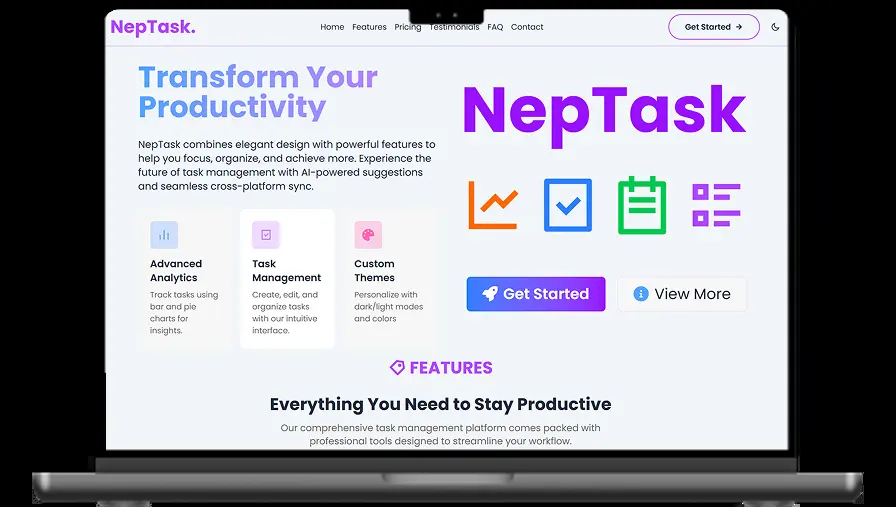 NepTask.
Home Features Pricing Testimonials FAQ Contact
Get Started →
Transform Your
Productivity
NepTask combines elegant design with powerful features to
help you focus, organize, and achieve more. Experience the
future of task management with AI-powered suggestions
and seamless cross-platform sync.
Advanced
Analytics
Track tasks using
bar and pie
charts for
insights.
Task
Management
Create, edit, and
organize tasks
with our intuitive
interface.
Custom
Themes
Personalize with
dark/light modes
and colors
NepTask
Get Started
View More
FEATURES
Everything You Need to Stay Productive
Our comprehensive task management platform comes packed with
professional tools designed to streamline your workflow.